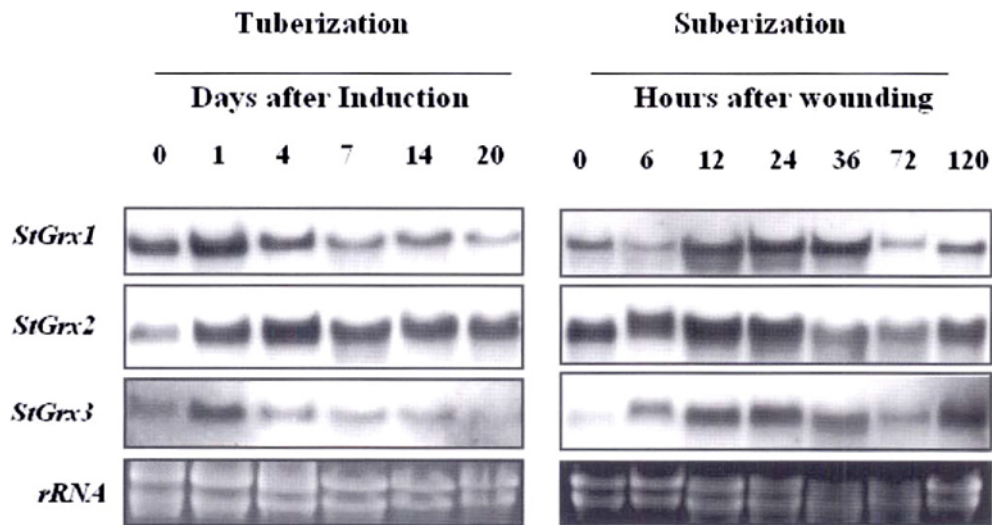 Tuberization Suberization
Days after Induction Hours after wounding
0 1 4 7 14 20 0 6 12 24 36 72 120
StGrx1
StGrx2
StGrx3
rRNA